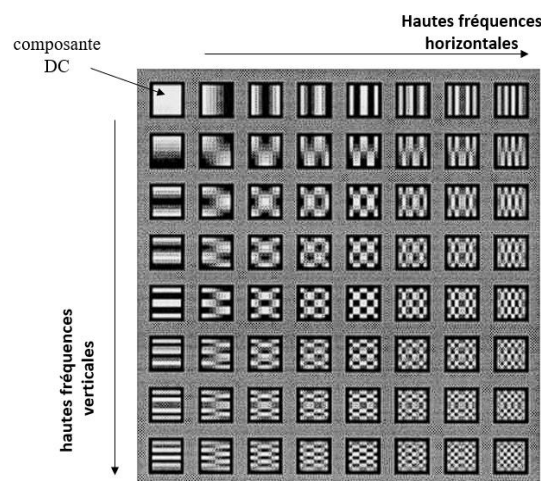 Hautes fréquences
horizontales
composante
DC
hautes fréquences
verticales